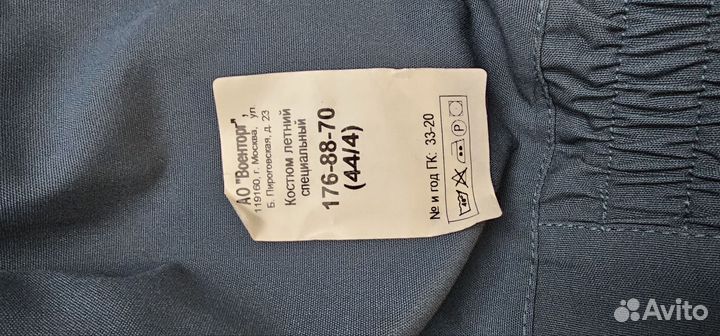 АО "Военторг",
119160, г. Москва, ул.
Б. Пироговская, д. 23
Костюм летний
специальный
176-88-70
(44/4)
№ и год ГК: 33-20
40°
P
Avito